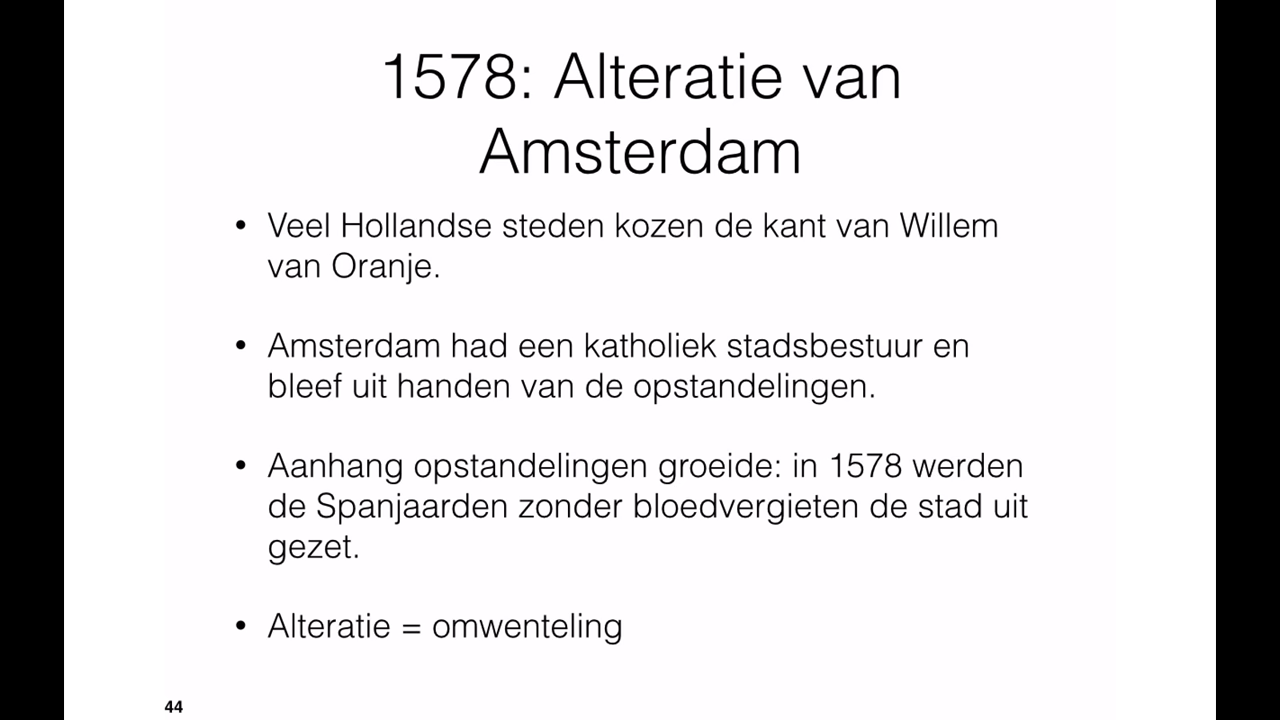 1578: Alteratie van
Amsterdam
• Veel Hollandse steden kozen de kant van Willem
van Oranje.
• Amsterdam had een katholiek stadsbestuur en
bleef uit handen van de opstandelingen.
• Aanhang opstandelingen groeide: in 1578 werden
de Spanjaarden zonder bloedvergieten de stad uit
gezet.
• Alteratie = omwenteling
44